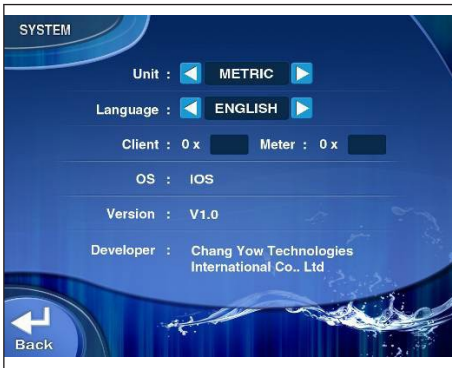 SYSTEM
Unit : METRIC
Language : ENGLISH
Client : 0 x Meter : 0 x
OS : IOS
Version : V1.0
Developer : Chang Yow Technologies
International Co.. Ltd
Back